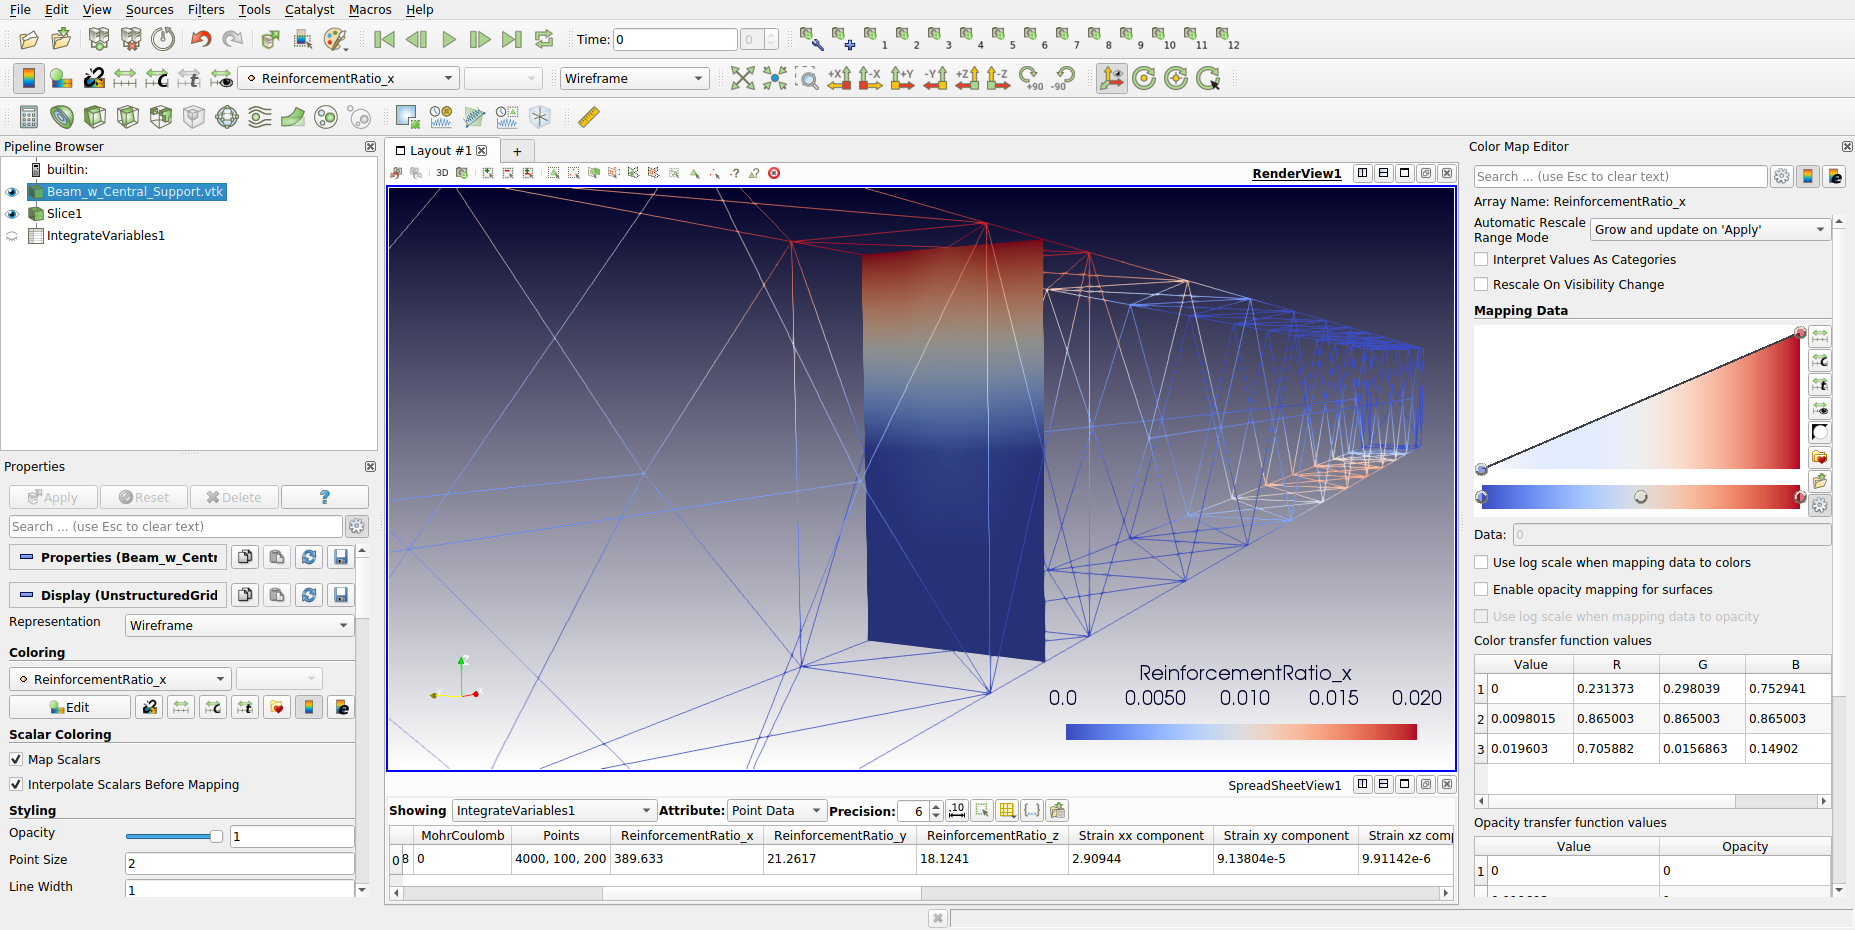 File Edit View Sources Filters Tools Catalyst Macros Help
Time: 0 0
1 2 3 4 5 6 7 8 9 10 11 12
ReinforcementRatio_x Wireframe
+X -X +Y -Y +Z -Z +90 -90
Pipeline Browser
builtin:
Beam_w_Central_Support.vtk
Slice1
IntegrateVariables1
Properties
Apply Reset Delete ?
Search ... (use Esc to clear text)
Properties (Beam_w_Centr
Display (UnstructuredGrid
Representation Wireframe
Coloring
ReinforcementRatio_x
Edit
Scalar Coloring
Map Scalars
Interpolate Scalars Before Mapping
Styling
Opacity 1
Point Size 2
Line Width 1
Layout #1 +
3D RenderView1
ReinforcementRatio_x
0.0 0.0050 0.010 0.015 0.020
SpreadSheetView1
Showing IntegrateVariables1 Attribute: Point Data Precision: 6
MohrCoulomb Points ReinforcementRatio_x ReinforcementRatio_y ReinforcementRatio_z Strain xx component Strain xy component Strain xz comp
0 8 0 4000, 100, 200 389.633 21.2617 18.1241 2.90944 9.13804e-5 9.91142e-6
Color Map Editor
Search ... (use Esc to clear text)
Array Name: ReinforcementRatio_x
Automatic Rescale
Range Mode Grow and update on 'Apply'
Interpret Values As Categories
Rescale On Visibility Change
Mapping Data
Data: 0
Use log scale when mapping data to colors
Enable opacity mapping for surfaces
Use log scale when mapping data to opacity
Color transfer function values
Value R G B
1 0 0.231373 0.298039 0.752941
2 0.0098015 0.865003 0.865003 0.865003
3 0.019603 0.705882 0.0156863 0.14902
Opacity transfer function values
Value Opacity
1 0 0